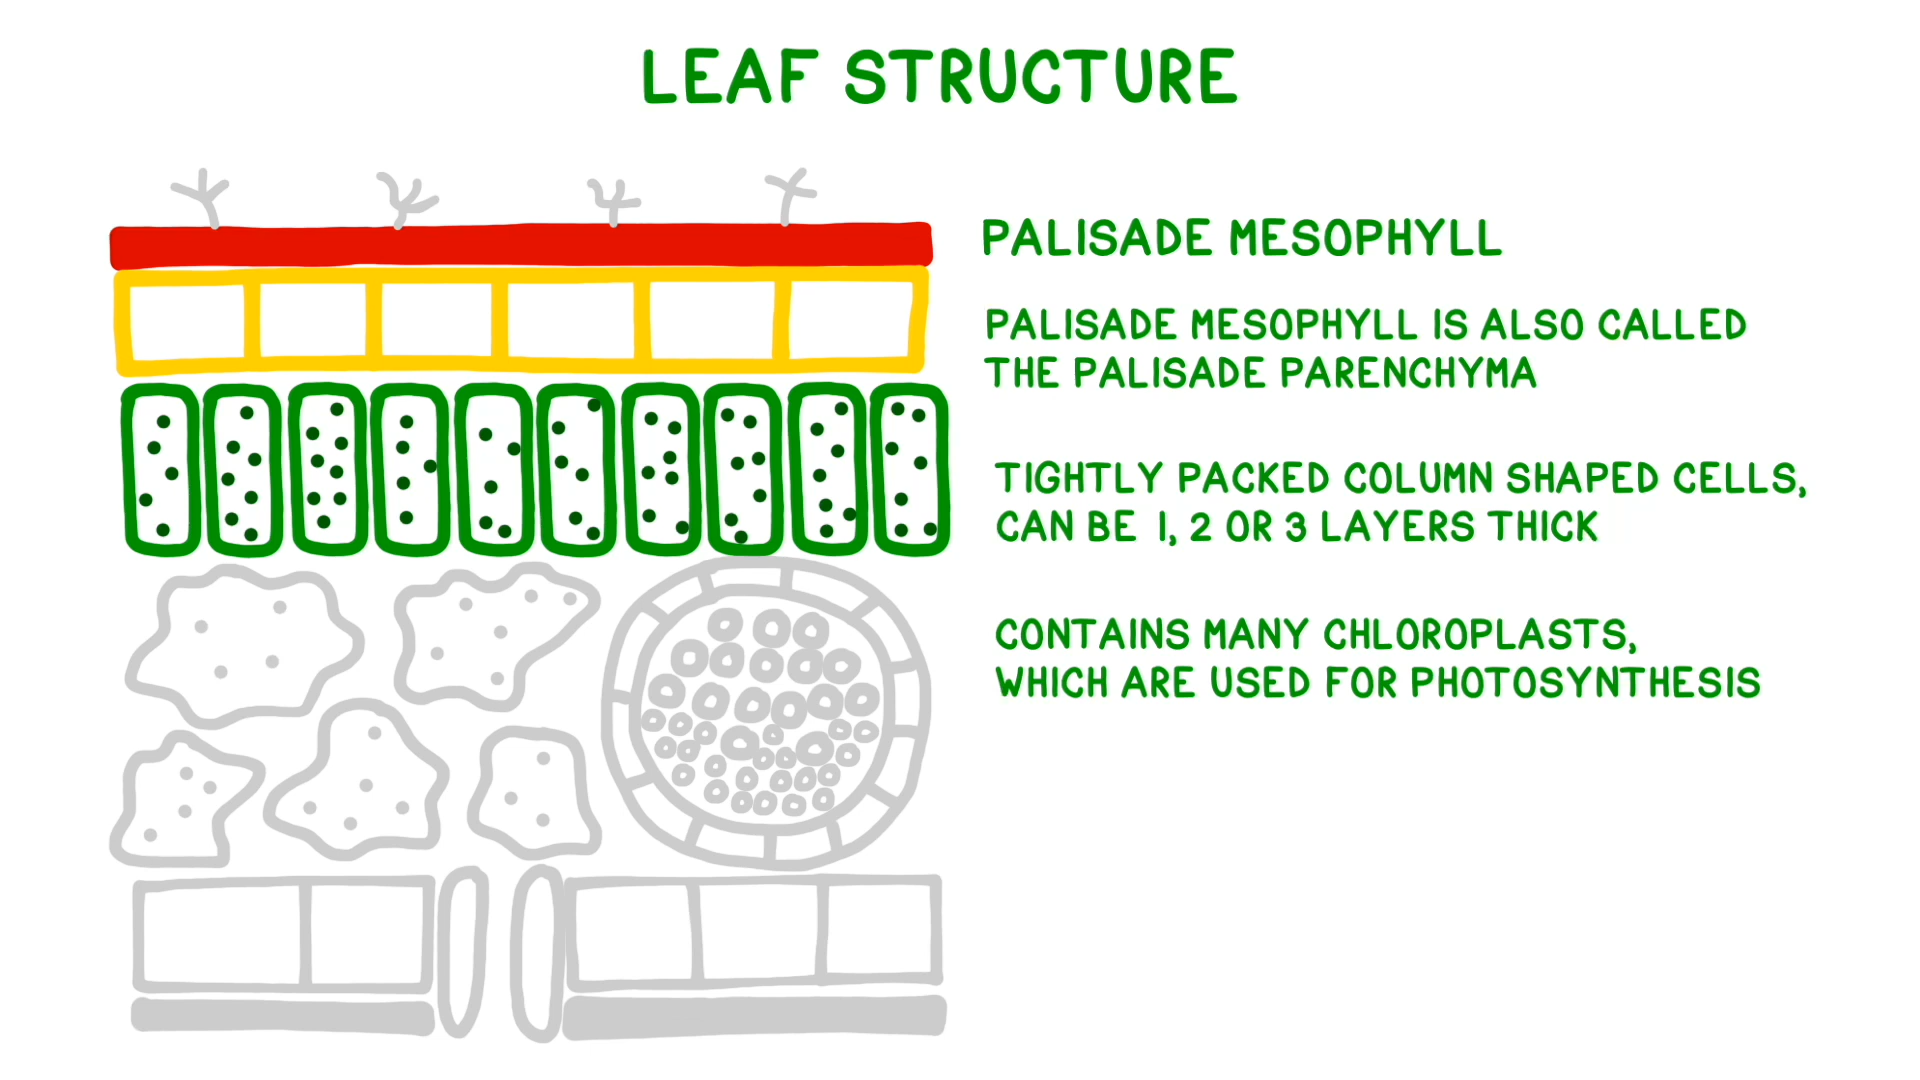 LEAF STRUCTURE
PALISADE MESOPHYLL
PALISADE MESOPHYLL IS ALSO CALLED
THE PALISADE PARENCHYMA
TIGHTLY PACKED COLUMN SHAPED CELLS,
CAN BE 1, 2 OR 3 LAYERS THICK
CONTAINS MANY CHLOROPLASTS,
WHICH ARE USED FOR PHOTOSYNTHESIS